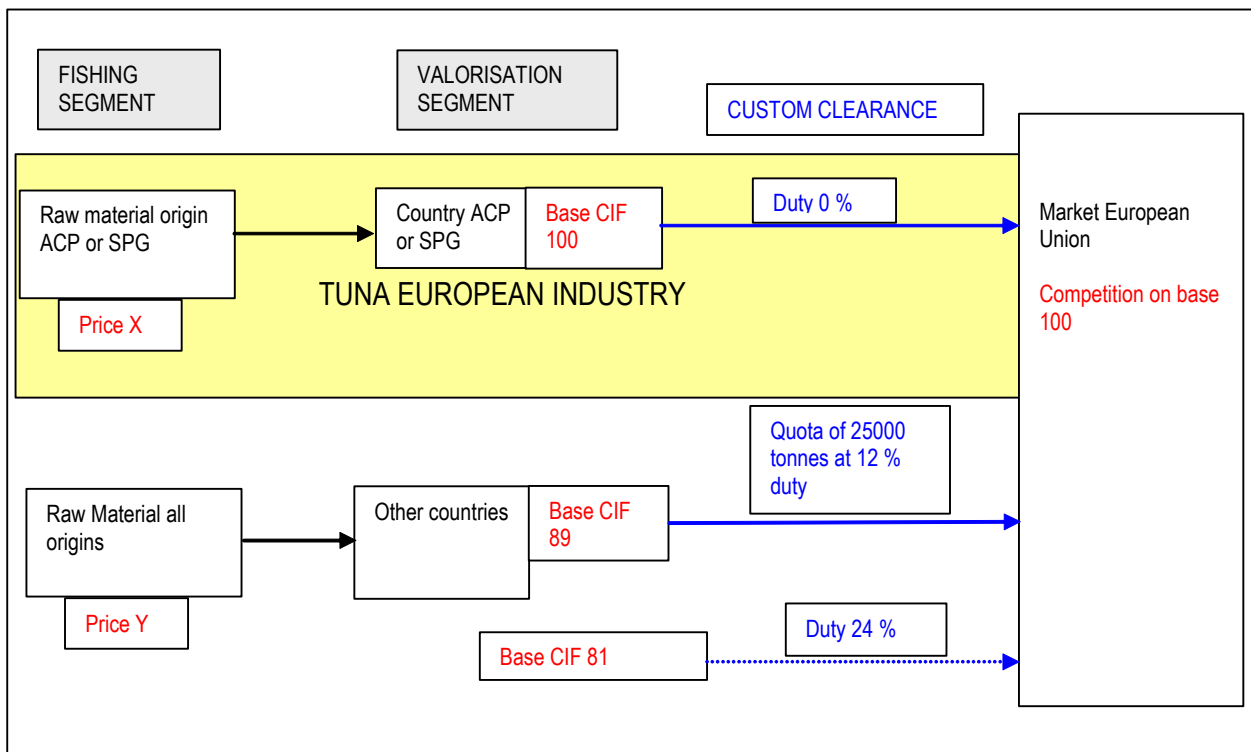 FISHING
SEGMENT
VALORISATION
SEGMENT
CUSTOM CLEARANCE
Raw material origin
ACP or SPG
Price X
Country ACP
or SPG
Base CIF
100
Duty 0 %
TUNA EUROPEAN INDUSTRY
Market European
Union
Competition on base
100
Quota of 25000
tonnes at 12 %
duty
Raw Material all
origins
Price Y
Other countries
Base CIF
89
Base CIF 81
Duty 24 %